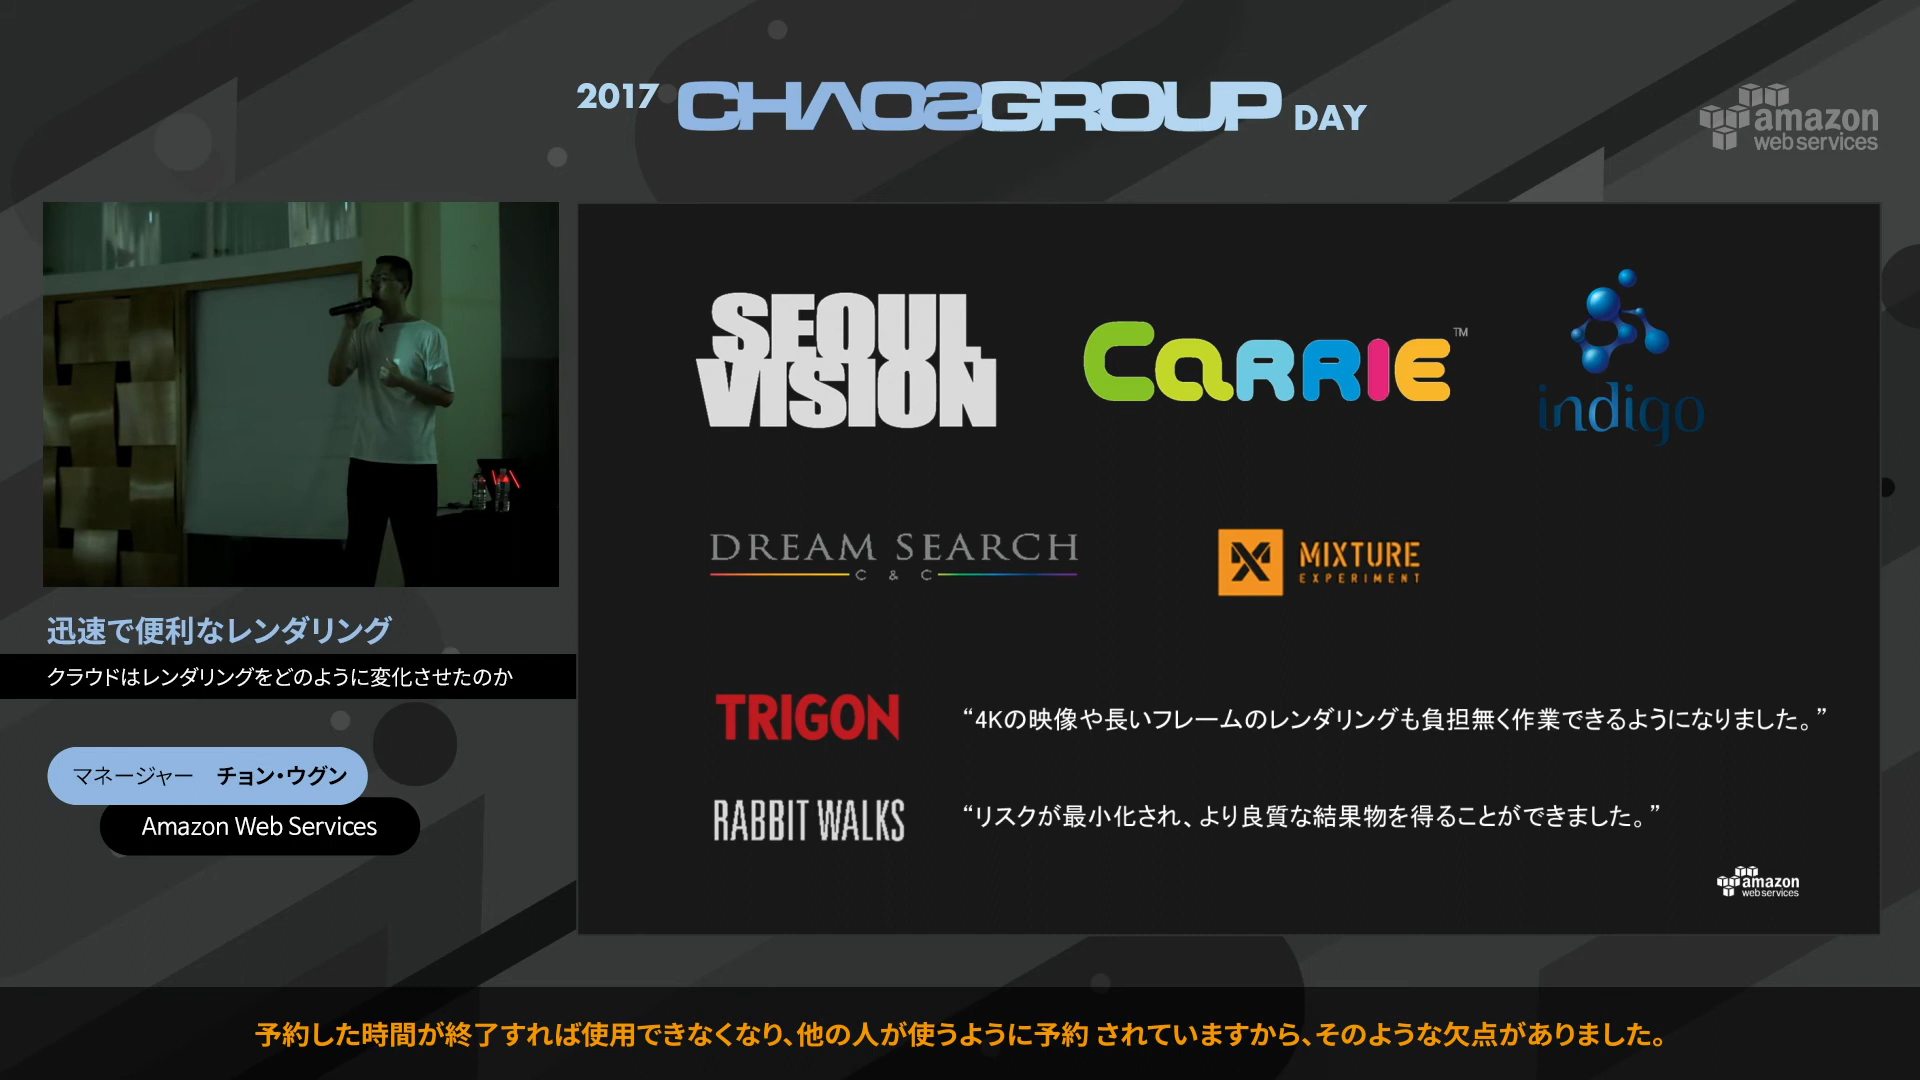 2017 CHAOSGROUP DAY
amazon
web services
SEOUL
VISION
CaRRIE™
indigo
DREAM SEARCH
C & C
MIXTURE
EXPERIMENT
TRIGON “4Kの映像や長いフレームのレンダリングも負担無く作業できるようになりました。”
RABBIT WALKS “リスクが最小化され、より良質な結果物を得ることができました。”
amazon
web services
迅速で便利なレンダリング
クラウドはレンダリングをどのように変化させたのか
マネージャー チョン・ウグン
Amazon Web Services
予約した時間が終了すれば使用できなくなり、他の人が使うように予約 されていますから、そのような欠点がありました。